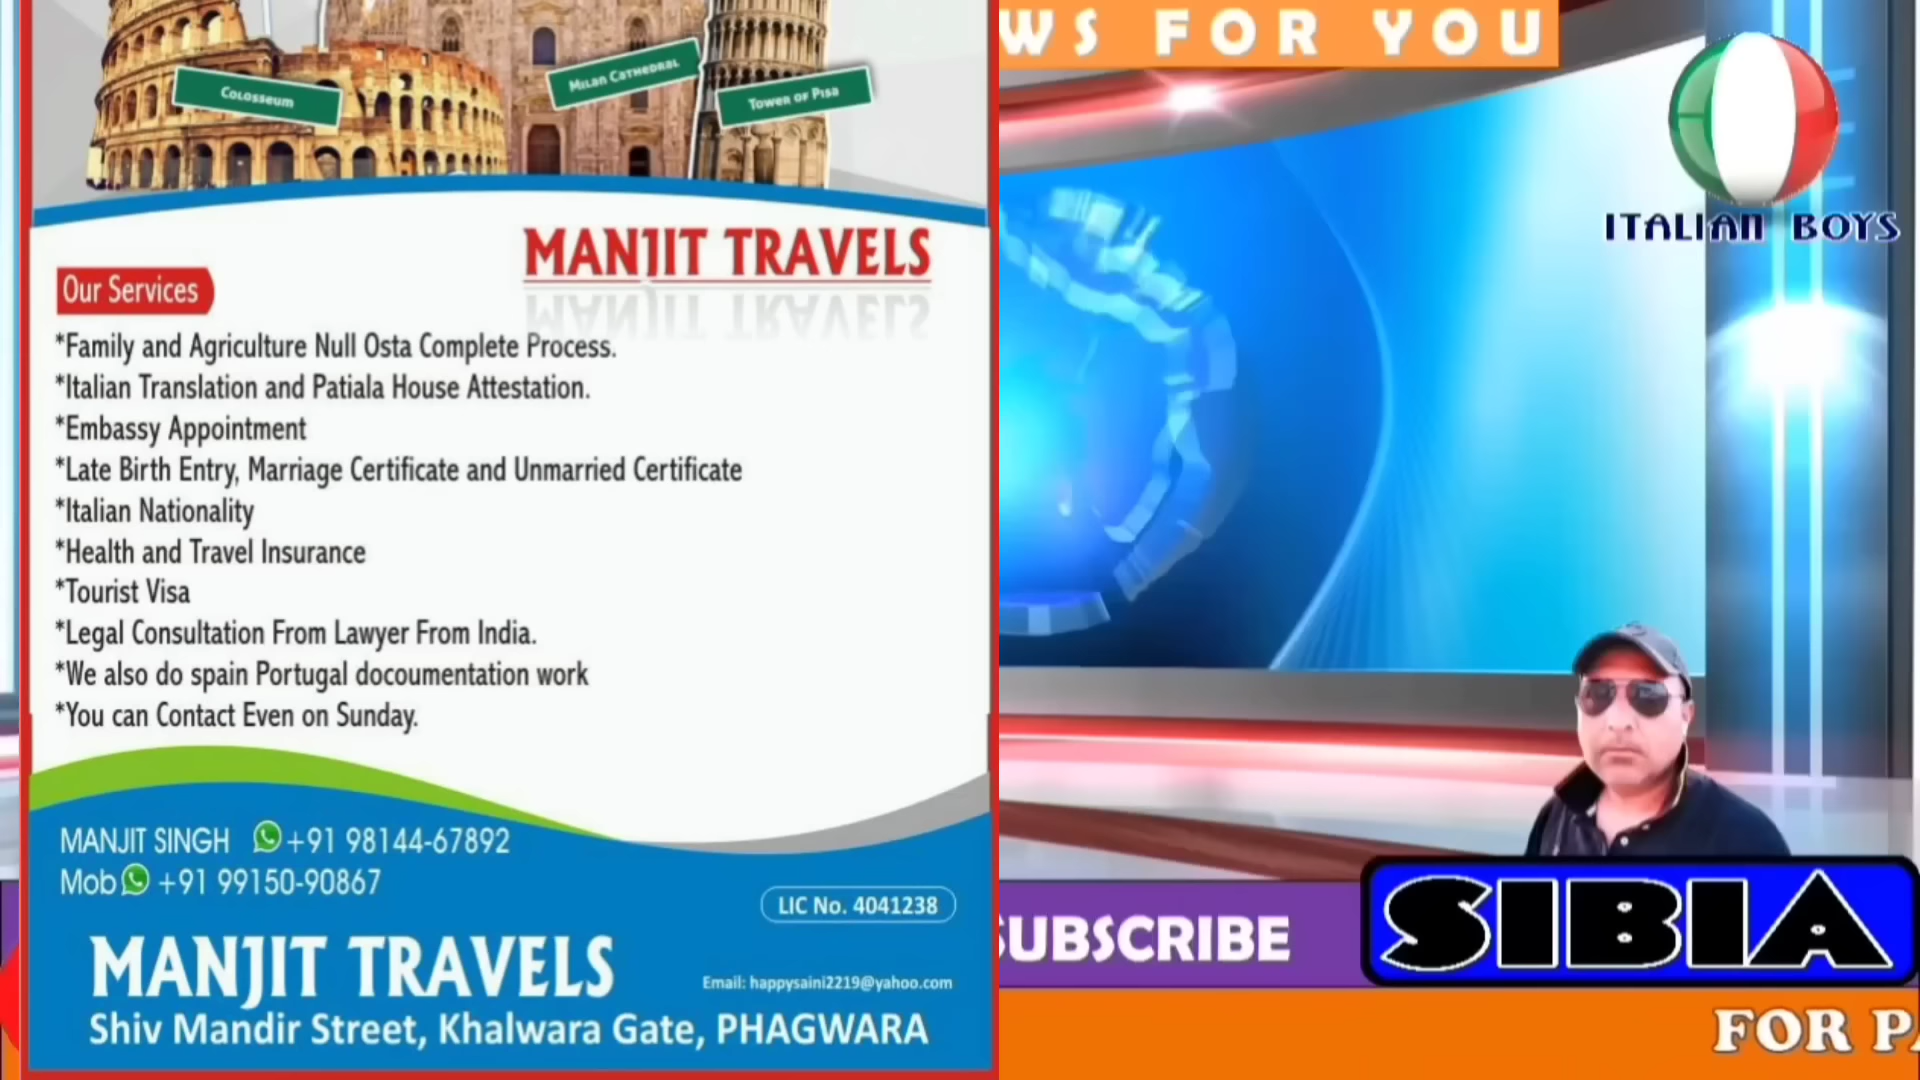 Colosseum
Milan Cathedral
Tower of Pisa
MANJIT TRAVELS
Our Services
*Family and Agriculture Null Osta Complete Process.
*Italian Translation and Patiala House Attestation.
*Embassy Appointment
*Late Birth Entry, Marriage Certificate and Unmarried Certificate
*Italian Nationality
*Health and Travel Insurance
*Tourist Visa
*Legal Consultation From Lawyer From India.
*We also do spain Portugal docoumentation work
*You can Contact Even on Sunday.
MANJIT SINGH +91 98144-67892
Mob +91 99150-90867
LIC No. 4041238
MANJIT TRAVELS
Email: happysaini2219@yahoo.com
Shiv Mandir Street, Khalwara Gate, PHAGWARA
WS FOR YOU
ITALIAN BOYS
SUBSCRIBE
SIBIA
FOR PA